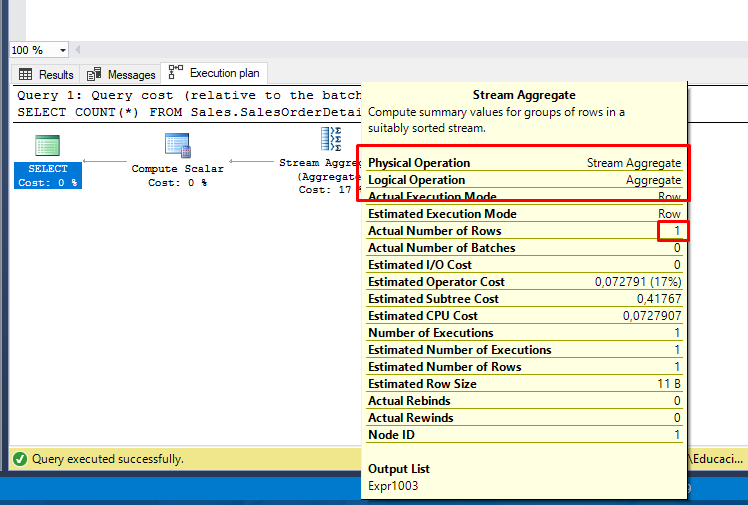 100 %
Results Messages Execution plan
Query 1: Query cost (relative to the batch
SELECT COUNT(*) FROM Sales.SalesOrderDetai
SELECT
Cost: 0 %
Compute Scalar
Cost: 0 %
Stream Aggre
(Aggregate
Cost: 17 %
Stream Aggregate
Compute summary values for groups of rows in a
suitably sorted stream.
Physical Operation Stream Aggregate
Logical Operation Aggregate
Actual Execution Mode Row
Estimated Execution Mode Row
Actual Number of Rows 1
Actual Number of Batches 0
Estimated I/O Cost 0
Estimated Operator Cost 0,072791 (17%)
Estimated Subtree Cost 0,41767
Estimated CPU Cost 0,0727907
Number of Executions 1
Estimated Number of Executions 1
Estimated Number of Rows 1
Estimated Row Size 11 B
Actual Rebinds 0
Actual Rewinds 0
Node ID 1
Output List
Expr1003
Query executed successfully.
\Educaci...